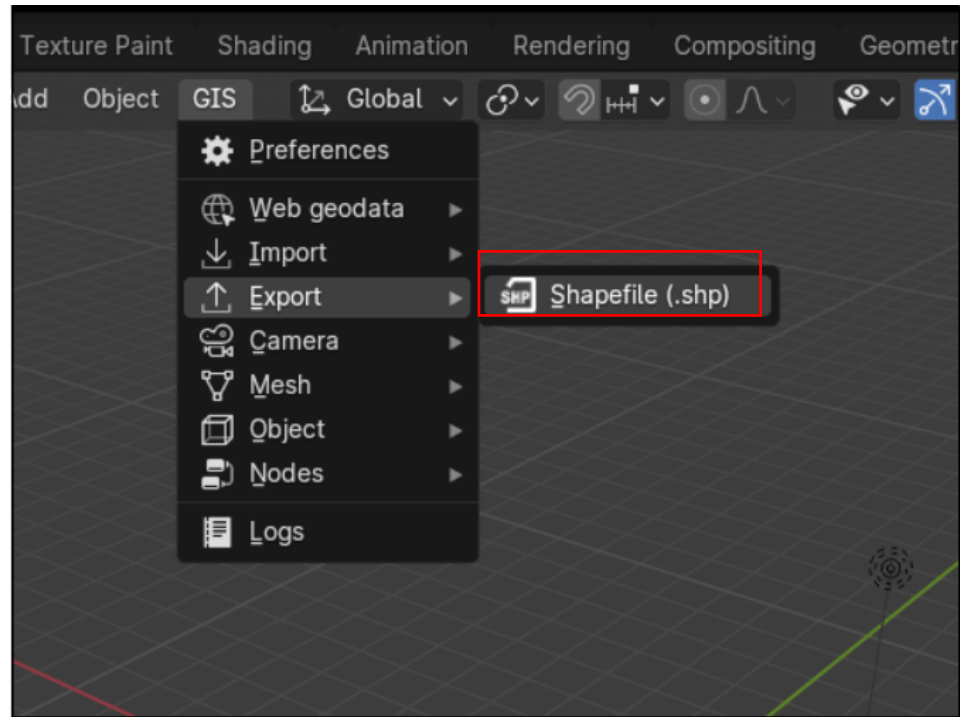 Texture Paint Shading Animation Rendering Compositing Geometr
dd Object GIS Global
Preferences
Web geodata
Import
Export
SHP Shapefile (.shp)
Camera
Mesh
Object
Nodes
Logs